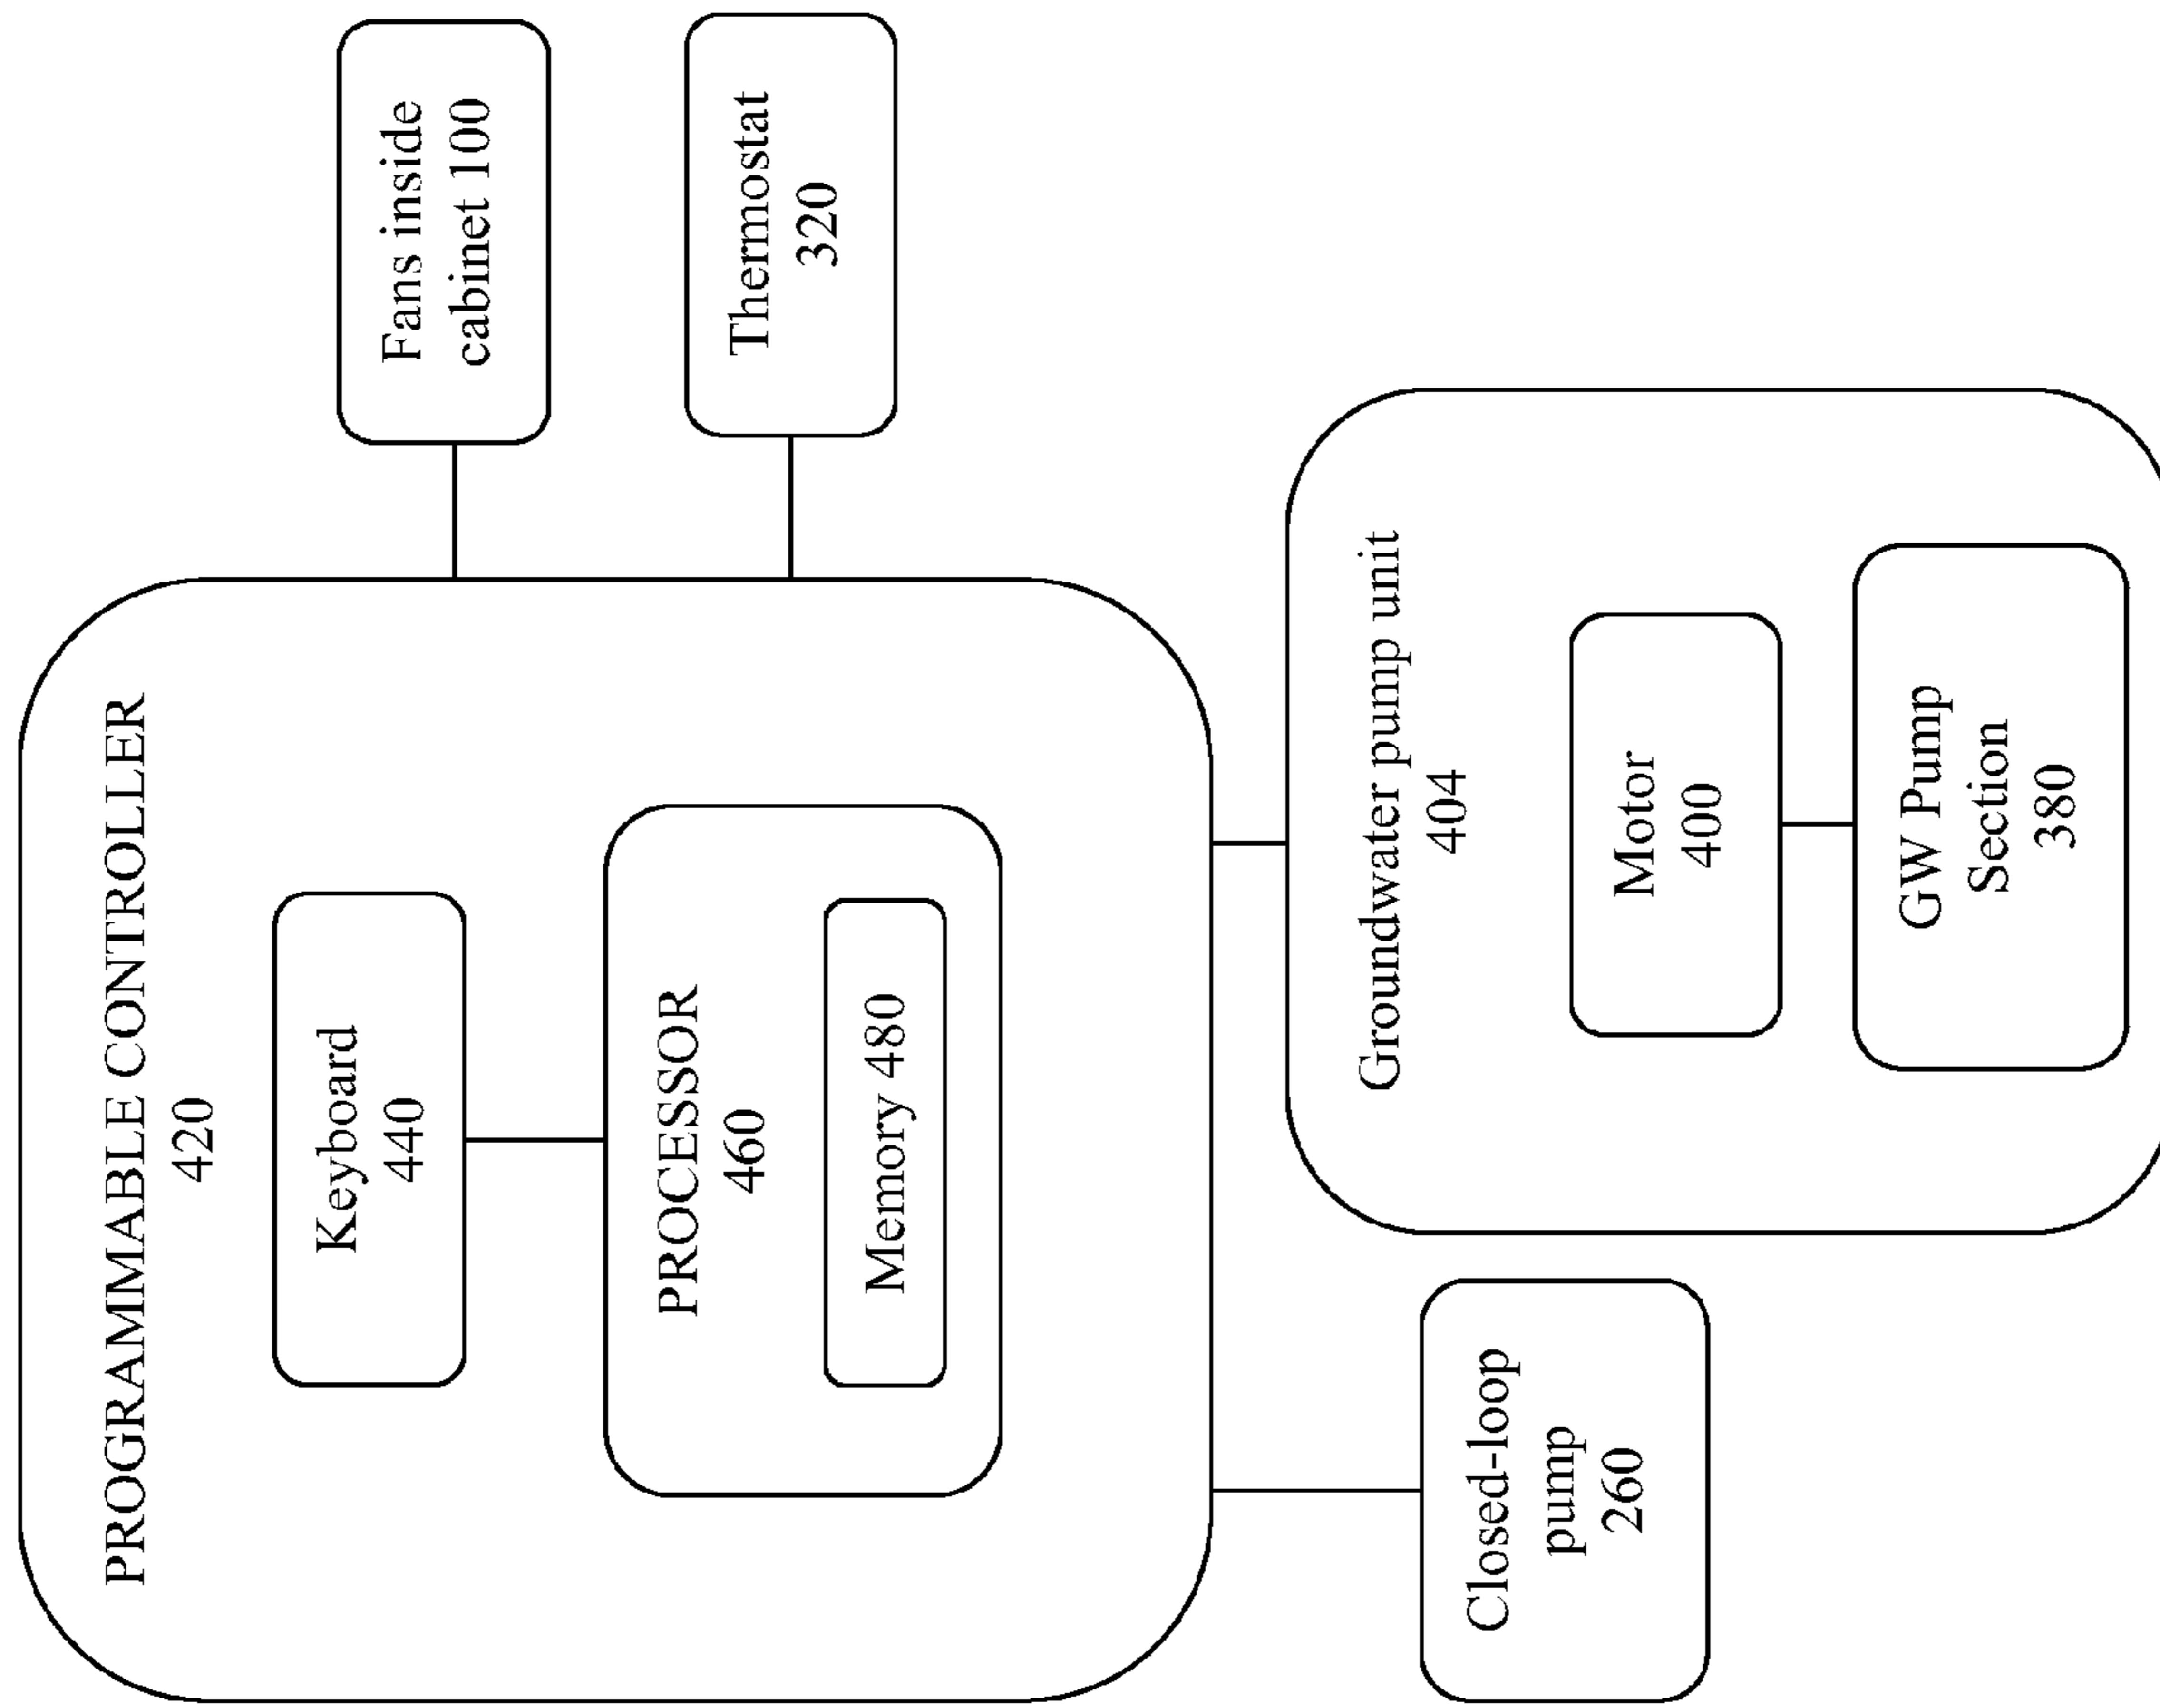 PROGRAMMABLE CONTROLLER
420
Keyboard
440
PROCESSOR
460
Memory 480
Fans inside
cabinet 100
Thermostat
320
Closed-loop
pump
260
Groundwater pump unit
404
Motor
400
GW Pump
Section
380